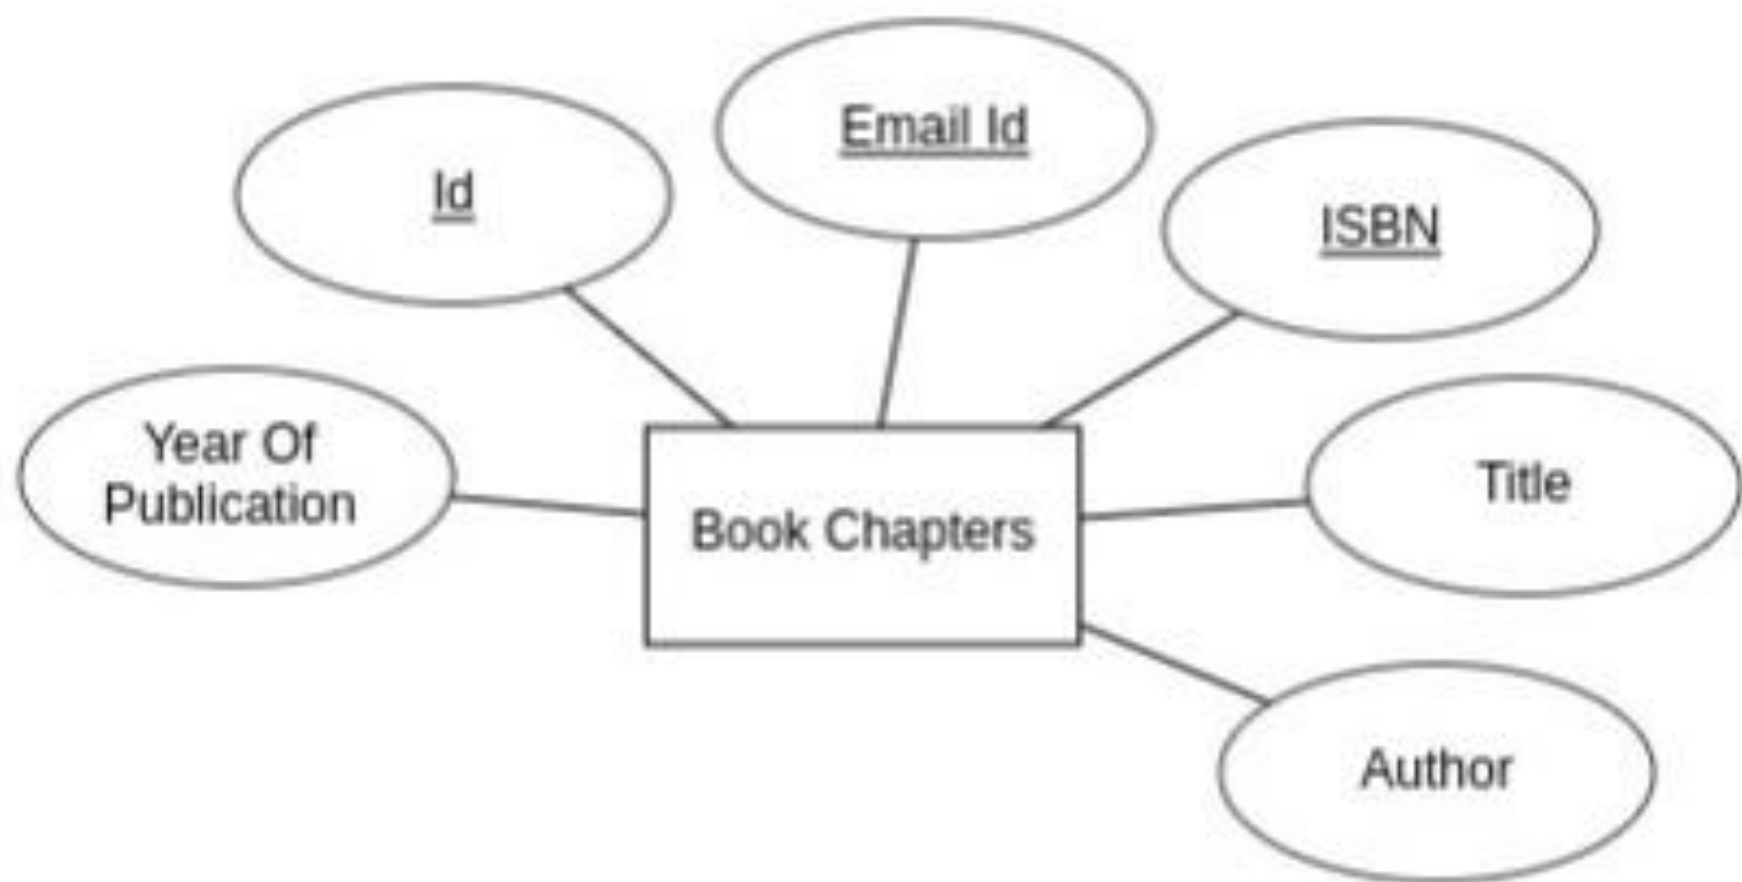 Email Id
Id
ISBN
Year Of
Publication
Title
Book Chapters
Author